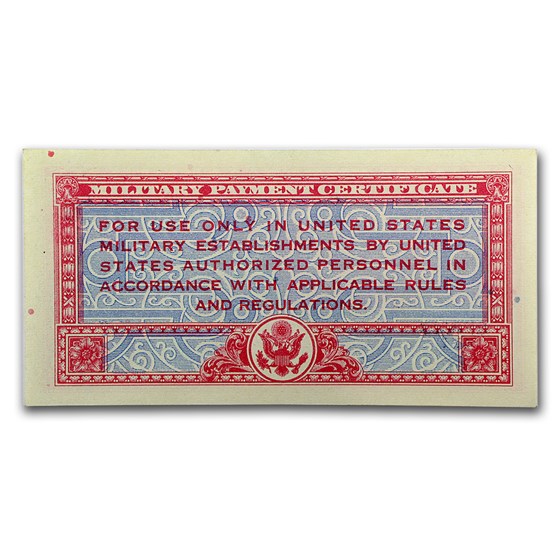 MILITARY PAYMENT CERTIFICATE
FOR USE ONLY IN UNITED STATES
MILITARY ESTABLISHMENTS BY UNITED
STATES AUTHORIZED PERSONNEL IN
ACCORDANCE WITH APPLICABLE RULES
AND REGULATIONS.